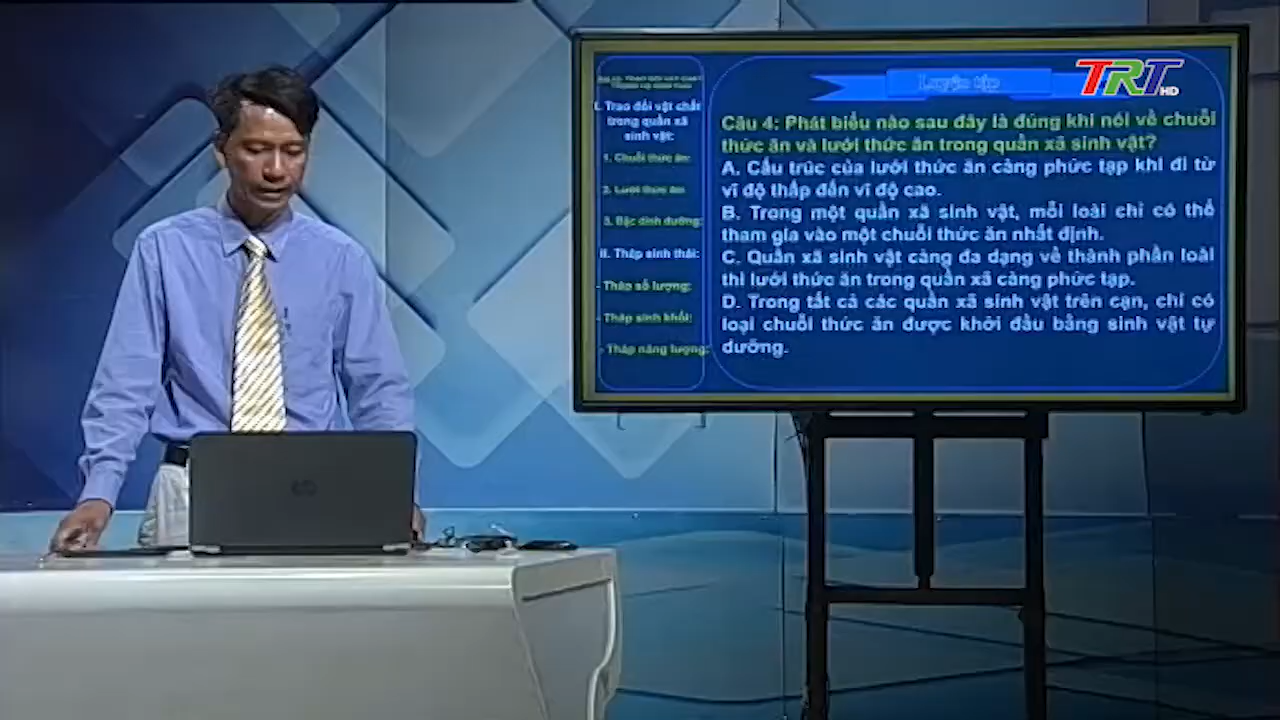 TRT HD
Luyện tập
I. Trao đổi vật chất
trong quần xã
sinh vật:
1. Chuỗi thức ăn:
2. Lưới thức ăn:
3. Bậc dinh dưỡng:
II. Tháp sinh thái:
- Tháp số lượng:
- Tháp sinh khối:
- Tháp năng lượng:
Câu 4: Phát biểu nào sau đây là đúng khi nói về chuỗi
thức ăn và lưới thức ăn trong quần xã sinh vật?
A. Cấu trúc của lưới thức ăn càng phức tạp khi đi từ
vĩ độ thấp đến vĩ độ cao.
B. Trong một quần xã sinh vật, mỗi loài chỉ có thể
tham gia vào một chuỗi thức ăn nhất định.
C. Quần xã sinh vật càng đa dạng về thành phần loài
thì lưới thức ăn trong quần xã càng phức tạp.
D. Trong tất cả các quần xã sinh vật trên cạn, chỉ có
loại chuỗi thức ăn được khởi đầu bằng sinh vật tự
dưỡng.